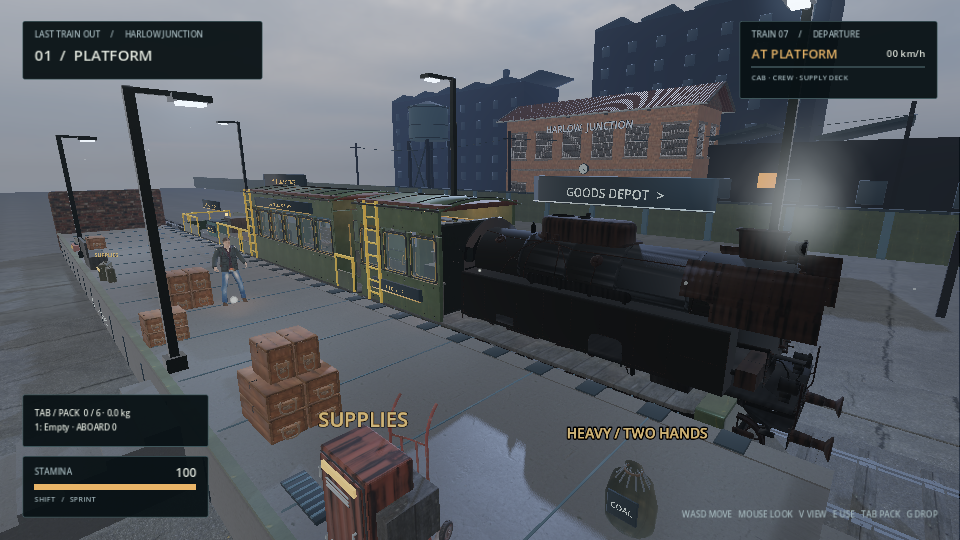 LAST TRAIN OUT / HARLOW JUNCTION
01 / PLATFORM
TRAIN 07 / DEPARTURE
AT PLATFORM 00 km/h
CAB · CREW · SUPPLY DECK
HARLOW JUNCTION
GOODS DEPOT >
SUPPLIES
SUPPLIES
HEAVY / TWO HANDS
COAL
TAB / PACK 0 / 6 · 0.0 kg
1: Empty · ABOARD 0
STAMINA 100
SHIFT / SPRINT
WASD MOVE MOUSE LOOK V VIEW E USE TAB PACK G DROP